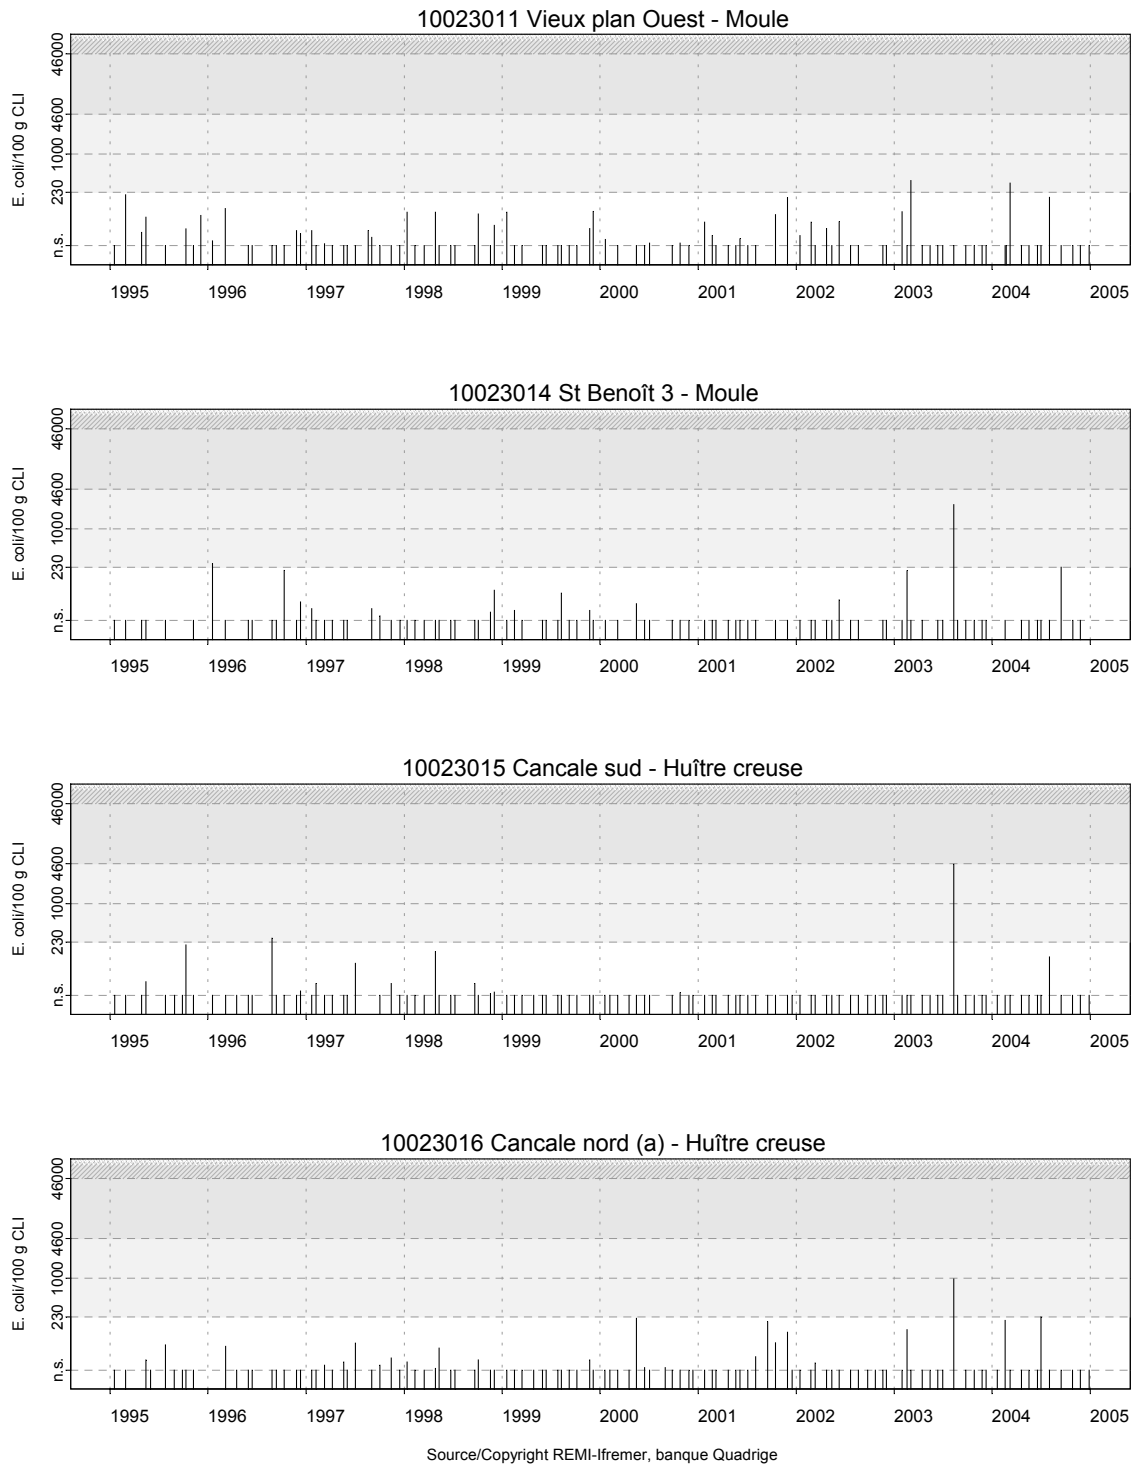 10023011 Vieux plan Ouest - Moule
E. coli/100 g CLI
46000
4600
1000
230
n.s.
1995 1996 1997 1998 1999 2000 2001 2002 2003 2004 2005
10023014 St Benoît 3 - Moule
E. coli/100 g CLI
46000
4600
1000
230
n.s.
1995 1996 1997 1998 1999 2000 2001 2002 2003 2004 2005
10023015 Cancale sud - Huître creuse
E. coli/100 g CLI
46000
4600
1000
230
n.s.
1995 1996 1997 1998 1999 2000 2001 2002 2003 2004 2005
10023016 Cancale nord (a) - Huître creuse
E. coli/100 g CLI
46000
4600
1000
230
n.s.
1995 1996 1997 1998 1999 2000 2001 2002 2003 2004 2005
Source/Copyright REMI-Ifremer, banque Quadrige